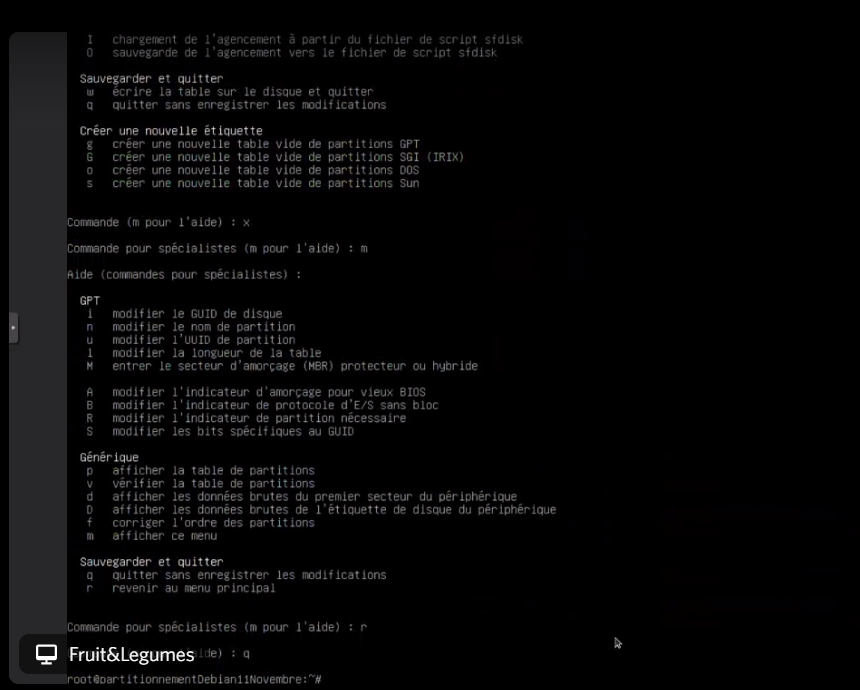 I chargement de l'agencement à partir du fichier de script sfdisk
O sauvegarde de l'agencement vers le fichier de script sfdisk
Sauvegarder et quitter
w écrire la table sur le disque et quitter
q quitter sans enregistrer les modifications
Créer une nouvelle étiquette
g créer une nouvelle table vide de partitions GPT
G créer une nouvelle table vide de partitions SGI (IRIX)
o créer une nouvelle table vide de partitions DOS
s créer une nouvelle table vide de partitions Sun
Commande (m pour l'aide) : x
Commande pour spécialistes (m pour l'aide) : m
Aide (commandes pour spécialistes) :
GPT
i modifier le GUID de disque
n modifier le nom de partition
u modifier l'UUID de partition
l modifier la longueur de la table
M entrer le secteur d'amorçage (MBR) protecteur ou hybride
A modifier l'indicateur d'amorçage pour vieux BIOS
B modifier l'indicateur de protocole d'E/S sans bloc
R modifier l'indicateur de partition nécessaire
S modifier les bits spécifiques au GUID
Générique
p afficher la table de partitions
v vérifier la table de partitions
d afficher les données brutes du premier secteur du périphérique
D afficher les données brutes de l'étiquette de disque du périphérique
f corriger l'ordre des partitions
m afficher ce menu
Sauvegarder et quitter
q quitter sans enregistrer les modifications
r revenir au menu principal
Commande pour spécialistes (m pour l'aide) : r
aide) : q
Fruit&Legumes
root@partitionnementDebian11Novembre:~#